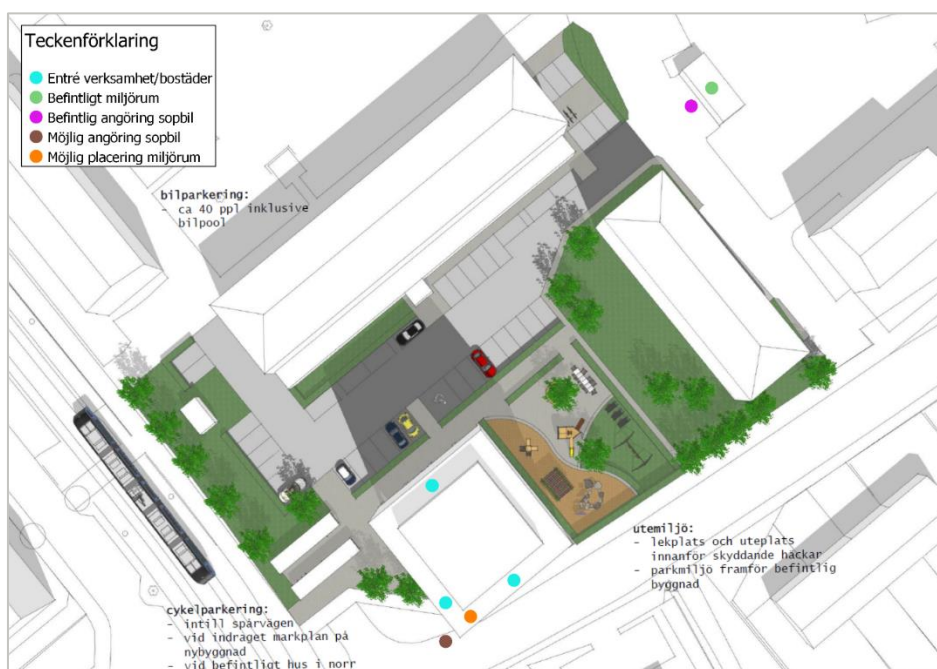 Teckenförklaring
Entré verksamhet/bostäder
Befintligt miljörum
Befintlig angöring sopbil
Möjlig angöring sopbil
Möjlig placering miljörum
bilparkering:
- ca 40 ppl inklusive
bilpool
utemiljö:
- lekplats och uteplats
innanför skyddande häckar
- parkmiljö framför befintlig
byggnad
cykelparkering:
- intill spårvägen
- vid indraget markplan på
nybyggnad
- vid befintligt hus i norr